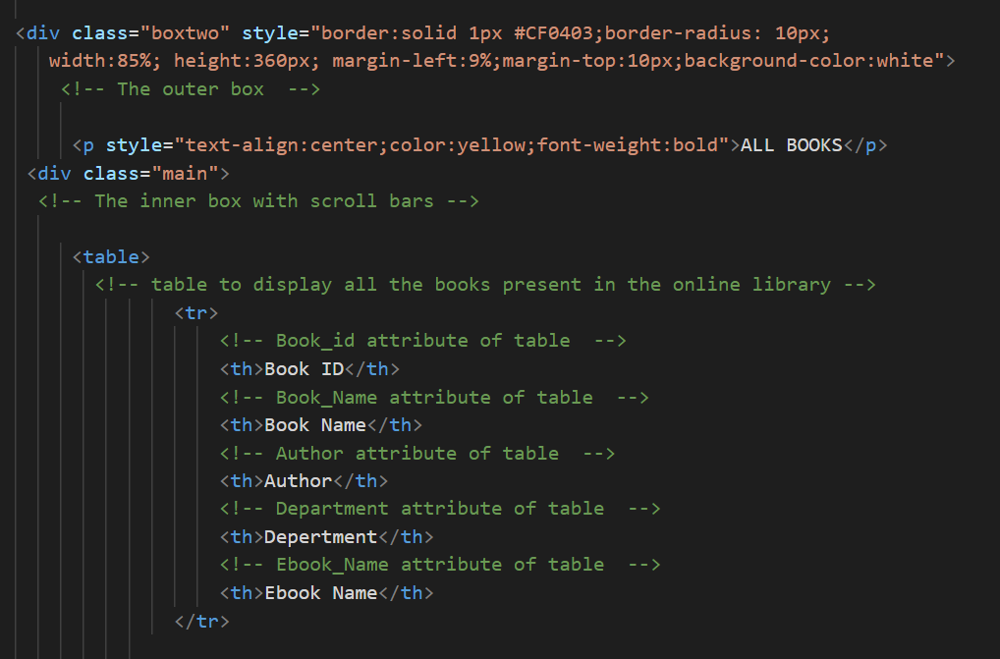 <div class="boxtwo" style="border:solid 1px #CF0403;border-radius: 10px;
width:85%; height:360px; margin-left:9%;margin-top:10px;background-color:white">
<!-- The outer box  -->
<p style="text-align:center;color:yellow;font-weight:bold">ALL BOOKS</p>
<div class="main">
<!-- The inner box with scroll bars -->
<table>
<!-- table to display all the books present in the online library -->
<tr>
<!-- Book_id attribute of table  -->
<th>Book ID</th>
<!-- Book_Name attribute of table  -->
<th>Book Name</th>
<!-- Author attribute of table  -->
<th>Author</th>
<!-- Department attribute of table  -->
<th>Depertment</th>
<!-- Ebook_Name attribute of table  -->
<th>Ebook Name</th>
</tr>